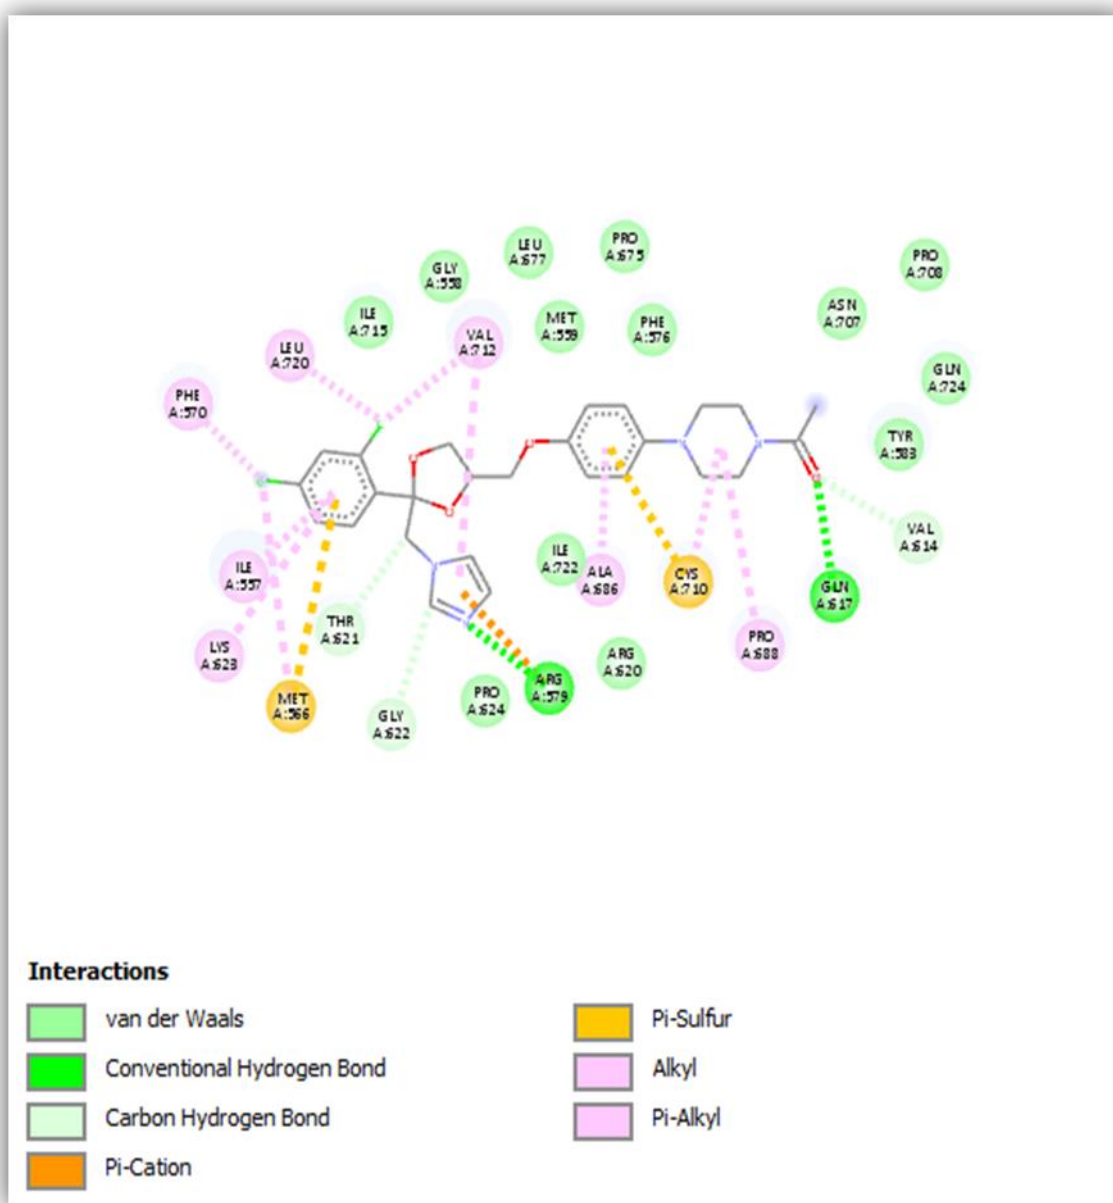 LEU
A:677
PRO
A:675
GLY
A:558
PRO
A:708
ILE
A:715
VAL
A:712
MET
A:559
PHE
A:576
ASN
A:707
LEU
A:720
GLN
A:724
PHE
A:570
TYR
A:583
O
O
O
N
N
O
VAL
A:614
ILE
A:557
N
N
ILE
A:722
ALA
A:686
CYS
A:710
GLN
A:617
THR
A:621
LYS
A:623
PRO
A:688
MET
A:566
GLY
A:622
PRO
A:624
ARG
A:579
ARG
A:620
Interactions
van der Waals
Conventional Hydrogen Bond
Carbon Hydrogen Bond
Pi-Cation
Pi-Sulfur
Alkyl
Pi-Alkyl